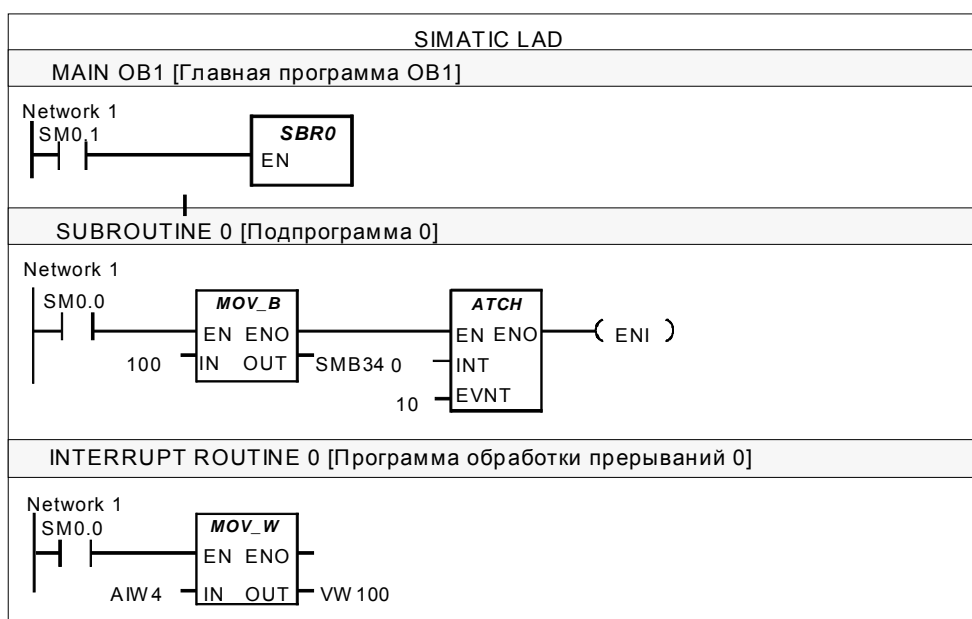 SIMATIC LAD
MAIN OB1 [Главная программа OB1]
Network 1
SM0.1
SBR0
EN
SUBROUTINE 0 [Подпрограмма 0]
Network 1
SM0.0
MOV_B
ATCH
EN ENO
EN ENO
ENI
100
IN OUT
SMB34
0
INT
10
EVNT
INTERRUPT ROUTINE 0 [Программа обработки прерываний 0]
Network 1
SM0.0
MOV_W
EN ENO
AIW4
IN OUT
VW100